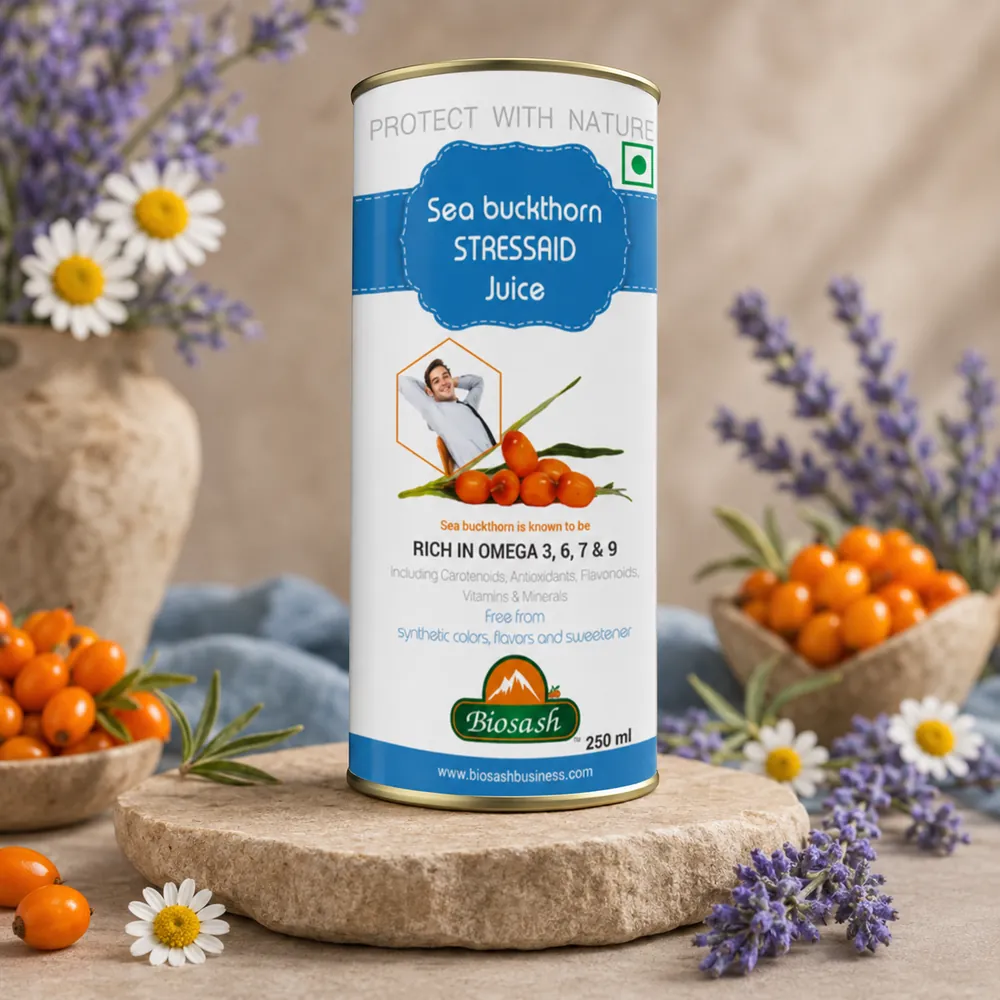 PROTECT WITH NATURE
Sea buckthorn
STRESSAID
Juice
Sea buckthorn is known to be
RICH IN OMEGA 3, 6, 7 & 9
Including Carotenoids, Antioxidants, Flavonoids,
Vitamins & Minerals
Free from
synthetic colors, flavors and sweetener
Biosash
TM
250 ml
www.biosashbusiness.com